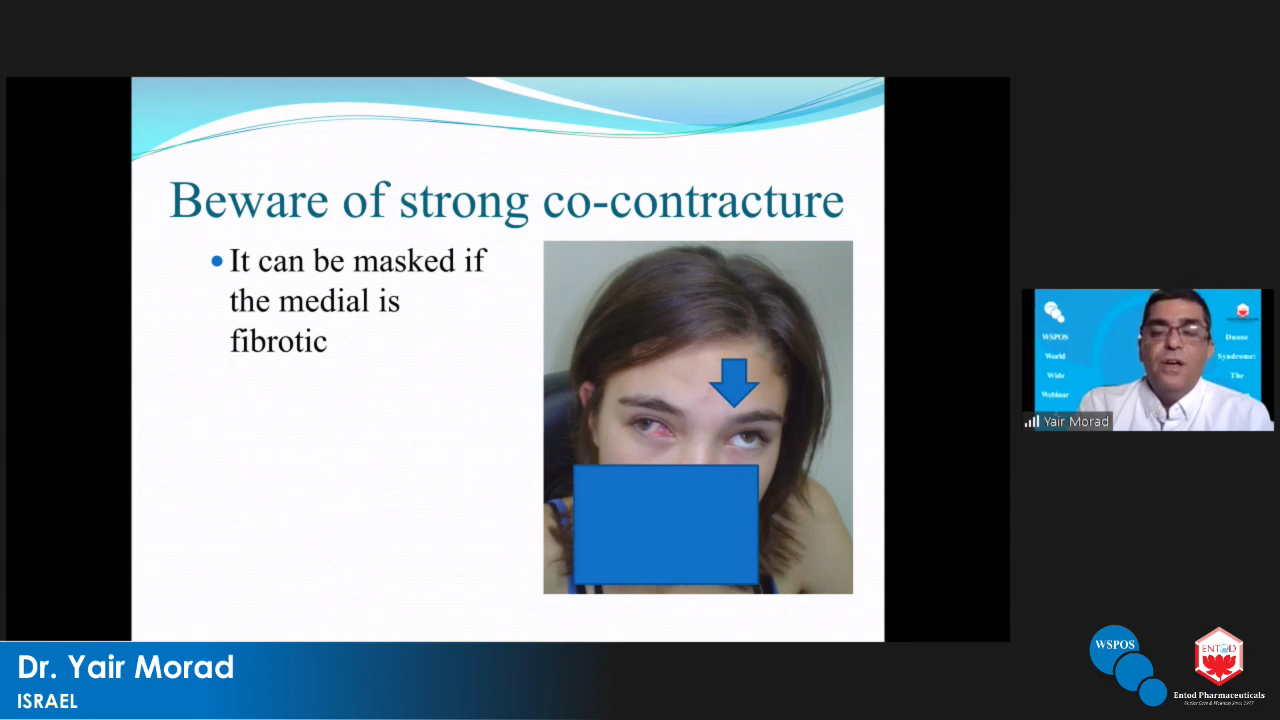 Beware of strong co-contracture
It can be masked if
the medial is
fibrotic
WSPOS
World
Wide
Webinar
Duane
Syndrome:
The
Yair Morad
Dr. Yair Morad
ISRAEL
WSPOS
ENTOD
Entod Pharmaceuticals